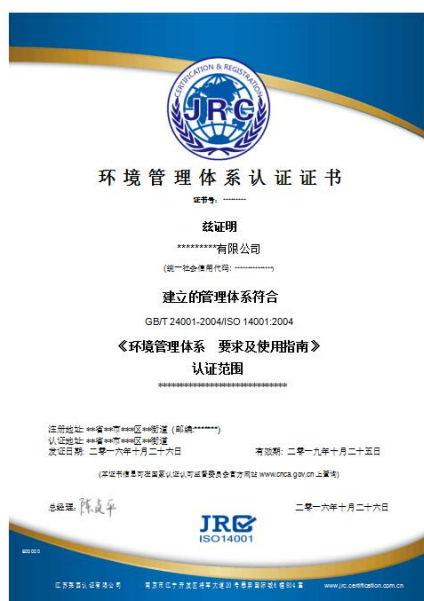 CERTIFICATION & REGISTRATION
JRC
环境管理体系认证证书
证书号: ********
兹证明
*********有限公司
(统一社会信用代码: **************)
建立的管理体系符合
GB/T 24001-2004/ISO 14001:2004
《环境管理体系 要求及使用指南》
认证范围
****************************
注册地址: **省**市***区**街道 (邮编:*******)
认证地址: **省**市***区**街道
发证日期: 二零一六年十月二十六日 有效期: 二零一九年十月二十五日
(本证书信息可在国家认证认可监督委员会官方网站 www.cnca.gov.cn 上查询)
总经理: 二零一六年十月二十六日
JRC
ISO14001
www.jrc.certification.com.cn